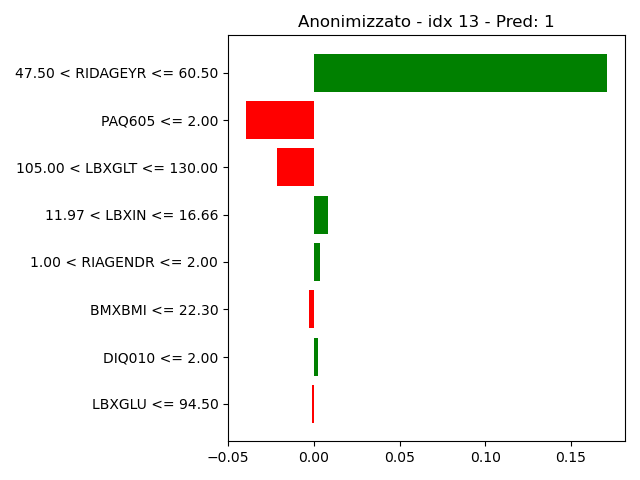 Anonimizzato - idx 13 - Pred: 1
47.50 < RIDAGEYR <= 60.50
PAQ605 <= 2.00
105.00 < LBXGLT <= 130.00
11.97 < LBXIN <= 16.66
1.00 < RIAGENDR <= 2.00
BMXBMI <= 22.30
DIQ010 <= 2.00
LBXGLU <= 94.50
−0.05 0.00 0.05 0.10 0.15